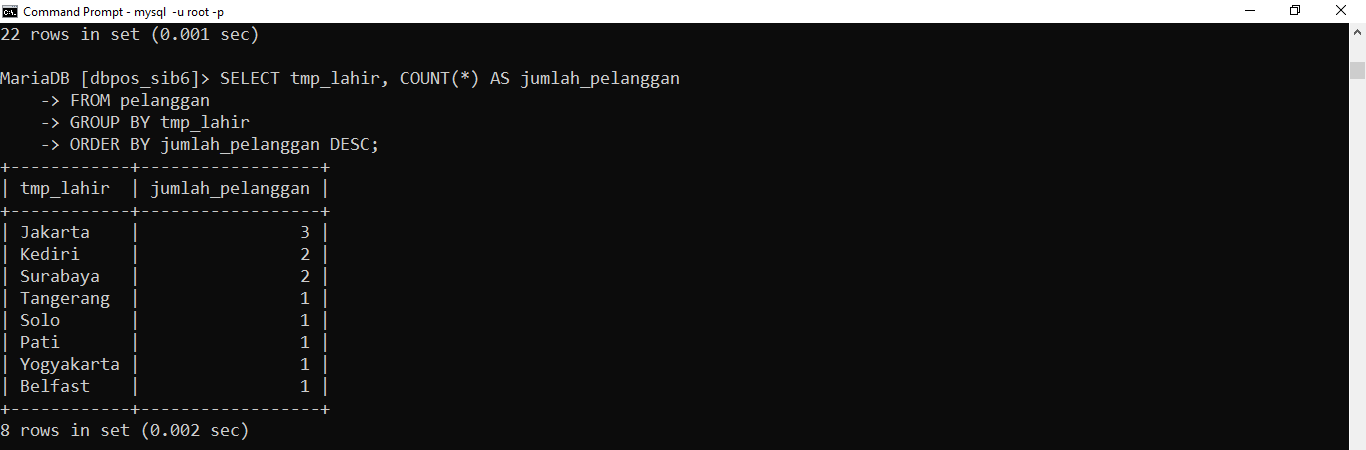 Command Prompt - mysql  -u root -p
22 rows in set (0.001 sec)
MariaDB [dbpos_sib6]> SELECT tmp_lahir, COUNT(*) AS jumlah_pelanggan
    -> FROM pelanggan
    -> GROUP BY tmp_lahir
    -> ORDER BY jumlah_pelanggan DESC;
+------------+------------------+
| tmp_lahir  | jumlah_pelanggan |
+------------+------------------+
| Jakarta    |                3 |
| Kediri     |                2 |
| Surabaya   |                2 |
| Tangerang  |                1 |
| Solo       |                1 |
| Pati       |                1 |
| Yogyakarta |                1 |
| Belfast    |                1 |
+------------+------------------+
8 rows in set (0.002 sec)